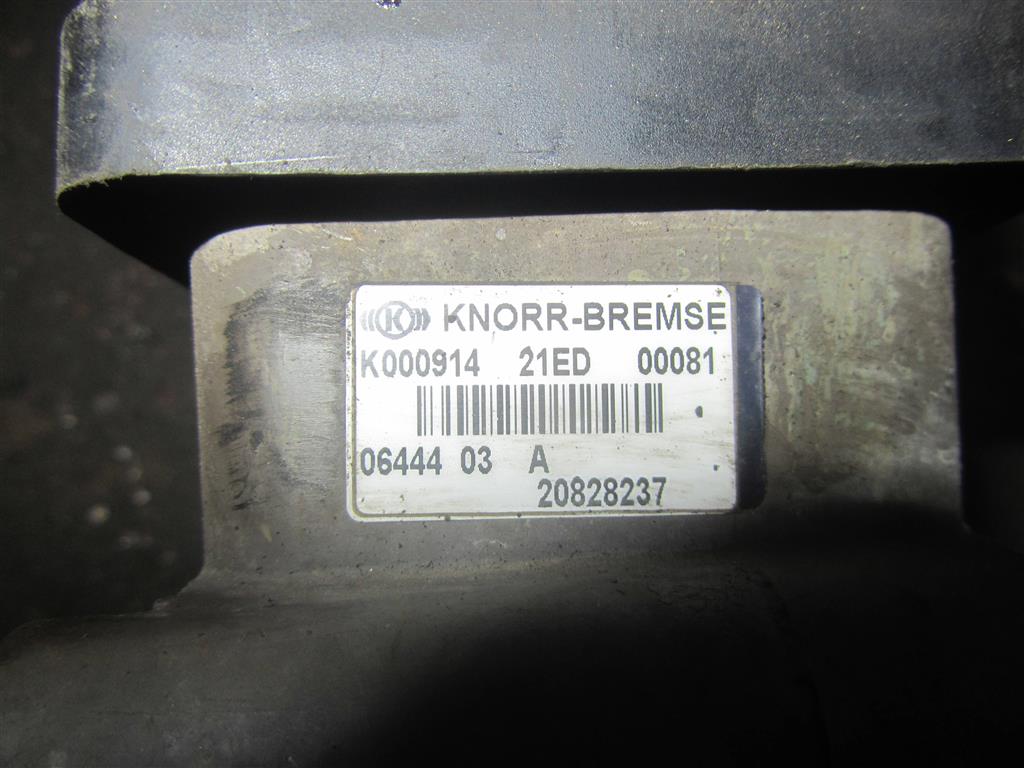 K KNORR-BREMSE
K000914 21ED 00081
06444 03 A
20828237